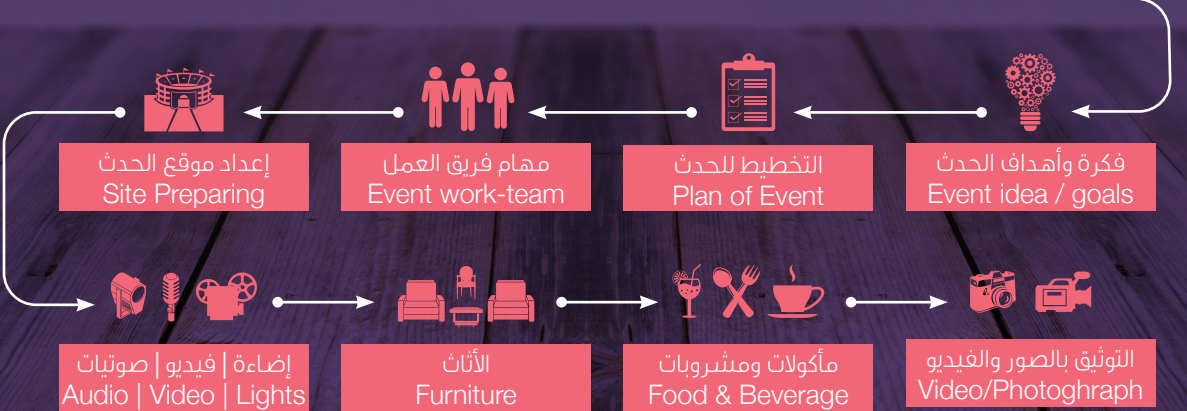 فكرة وأهداف الحدث
Event idea / goals
التخطيط للحدث
Plan of Event
مهام فريق العمل
Event work-team
إعداد موقع الحدث
Site Preparing
إضاءة | فيديو | صوتيات
Audio | Video | Lights
الأثاث
Furniture
مأكولات ومشروبات
Food & Beverage
التوثيق بالصور والفيديو
Video/Photoghraph